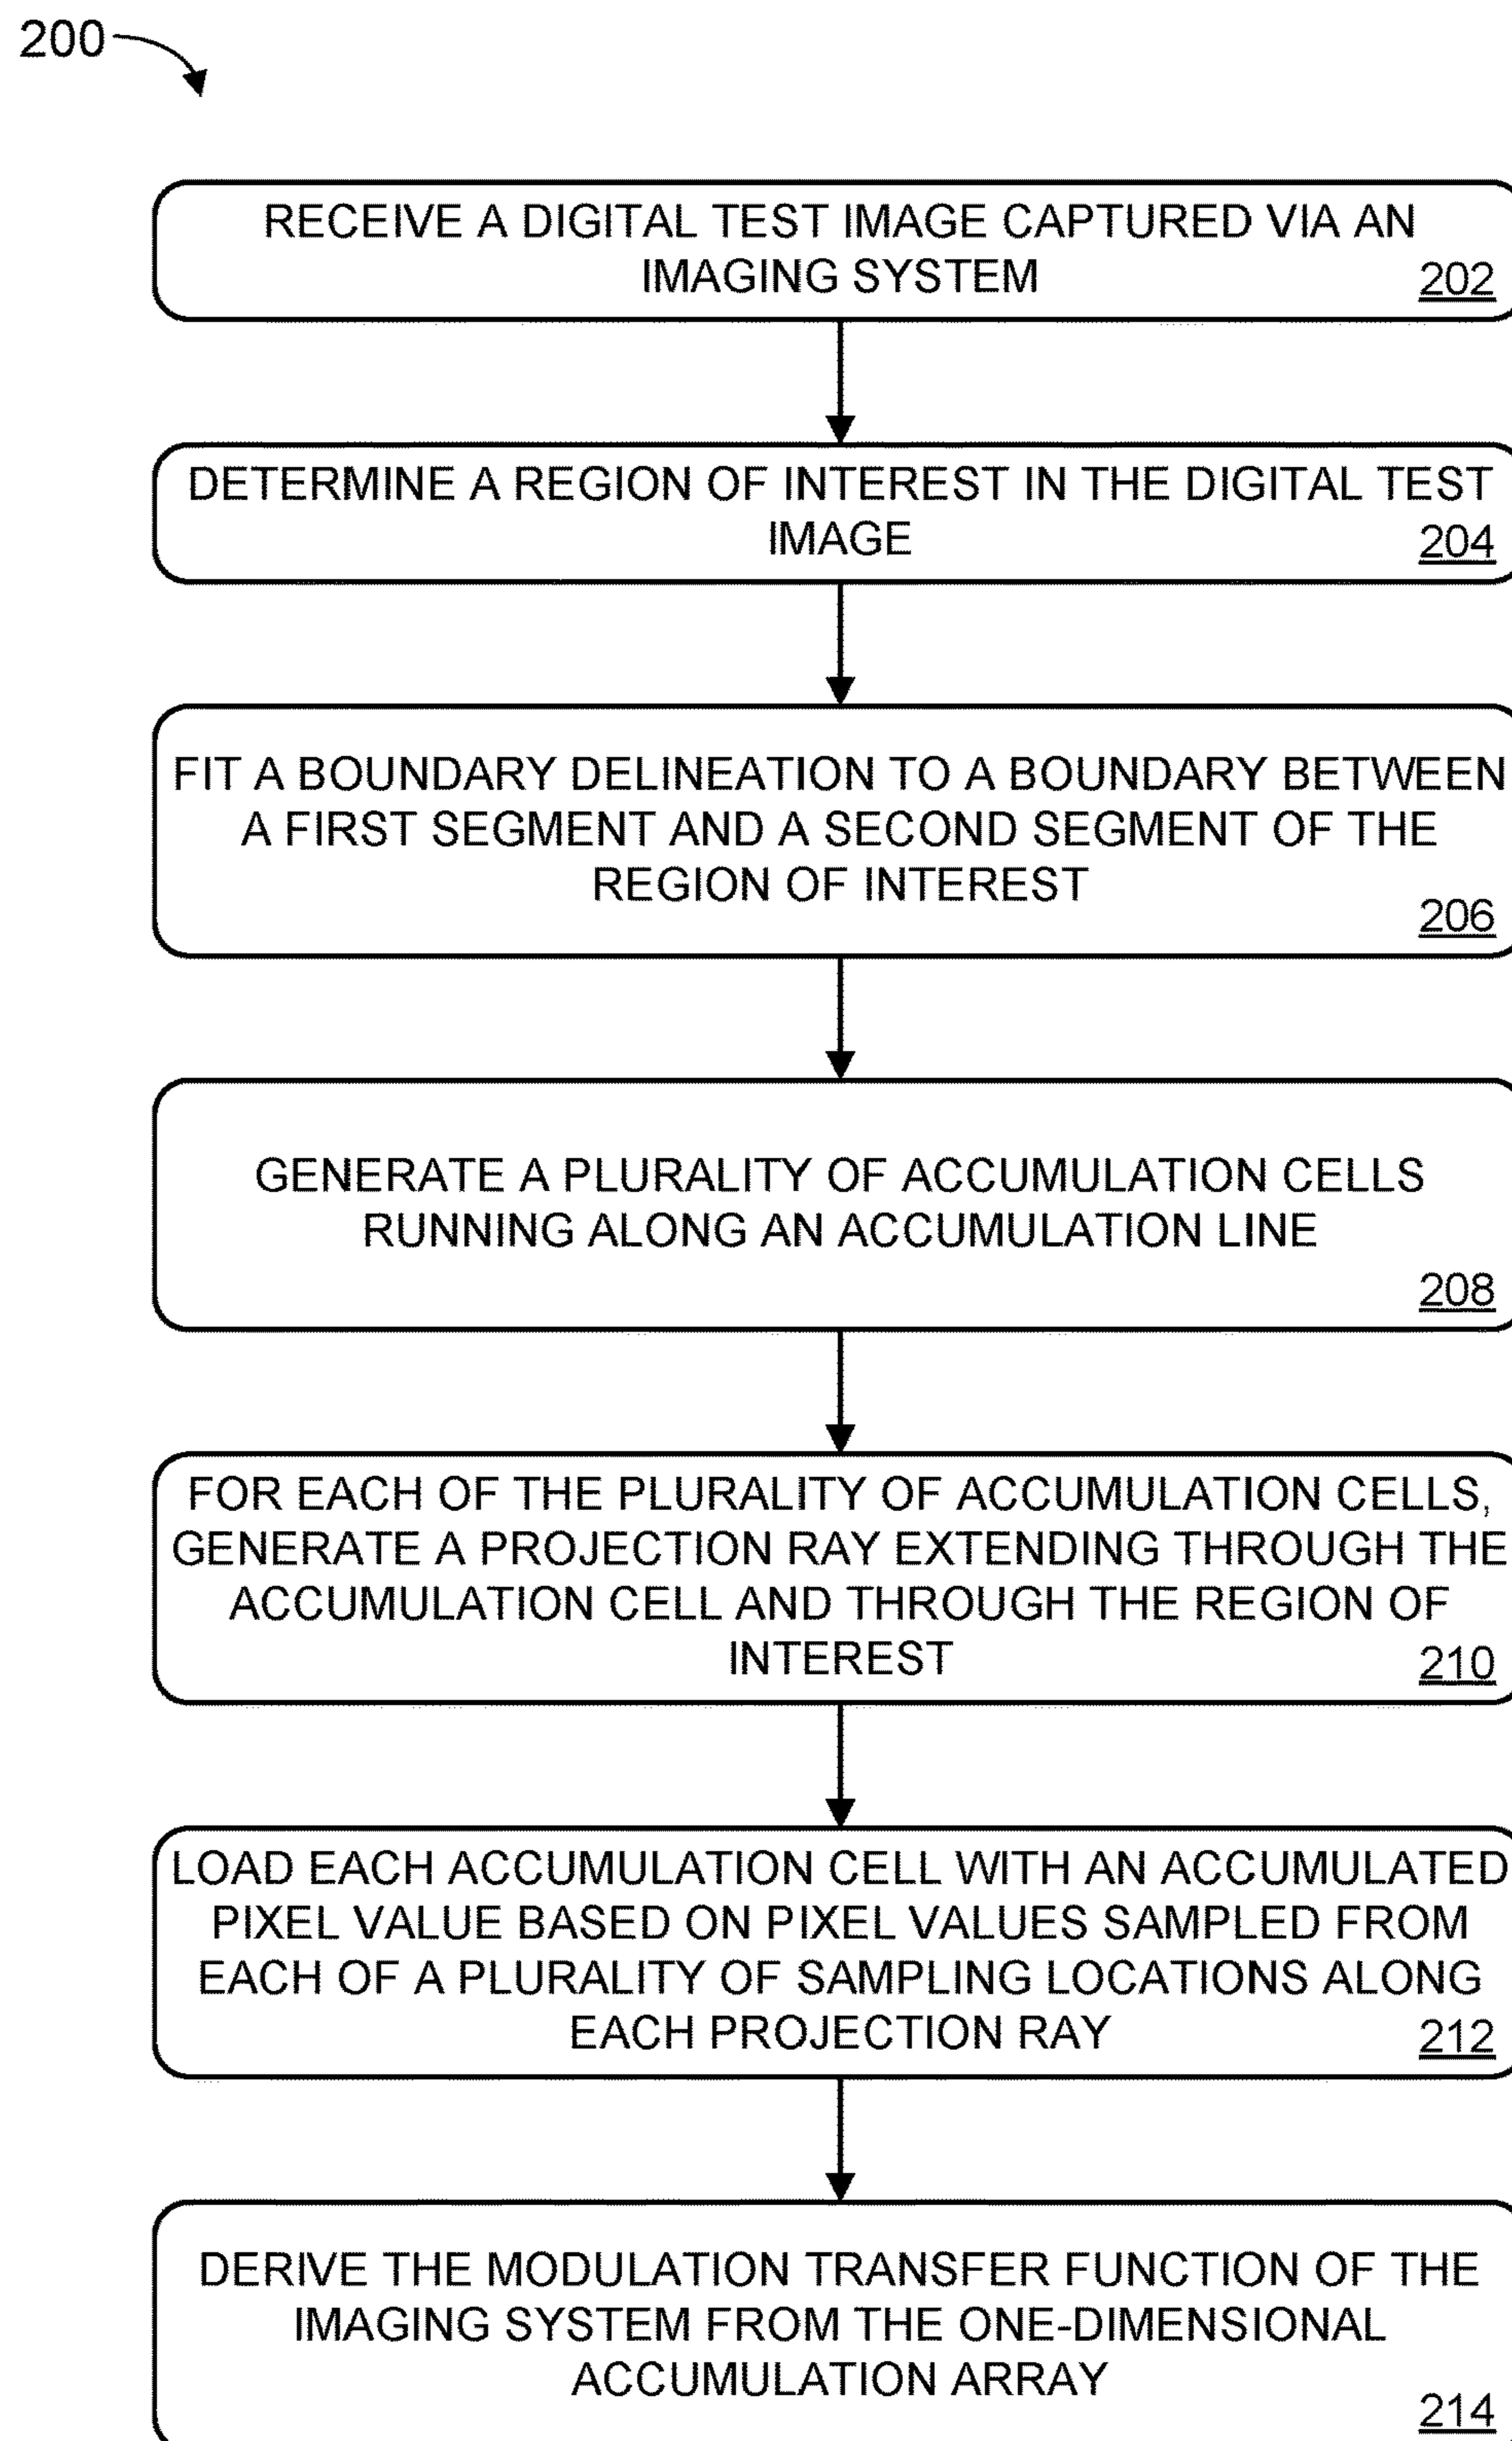 200
RECEIVE A DIGITAL TEST IMAGE CAPTURED VIA AN
IMAGING SYSTEM
202
DETERMINE A REGION OF INTEREST IN THE DIGITAL TEST
IMAGE
204
FIT A BOUNDARY DELINEATION TO A BOUNDARY BETWEEN
A FIRST SEGMENT AND A SECOND SEGMENT OF THE
REGION OF INTEREST
206
GENERATE A PLURALITY OF ACCUMULATION CELLS
RUNNING ALONG AN ACCUMULATION LINE
208
FOR EACH OF THE PLURALITY OF ACCUMULATION CELLS,
GENERATE A PROJECTION RAY EXTENDING THROUGH THE
ACCUMULATION CELL AND THROUGH THE REGION OF
INTEREST
210
LOAD EACH ACCUMULATION CELL WITH AN ACCUMULATED
PIXEL VALUE BASED ON PIXEL VALUES SAMPLED FROM
EACH OF A PLURALITY OF SAMPLING LOCATIONS ALONG
EACH PROJECTION RAY
212
DERIVE THE MODULATION TRANSFER FUNCTION OF THE
IMAGING SYSTEM FROM THE ONE-DIMENSIONAL
ACCUMULATION ARRAY
214